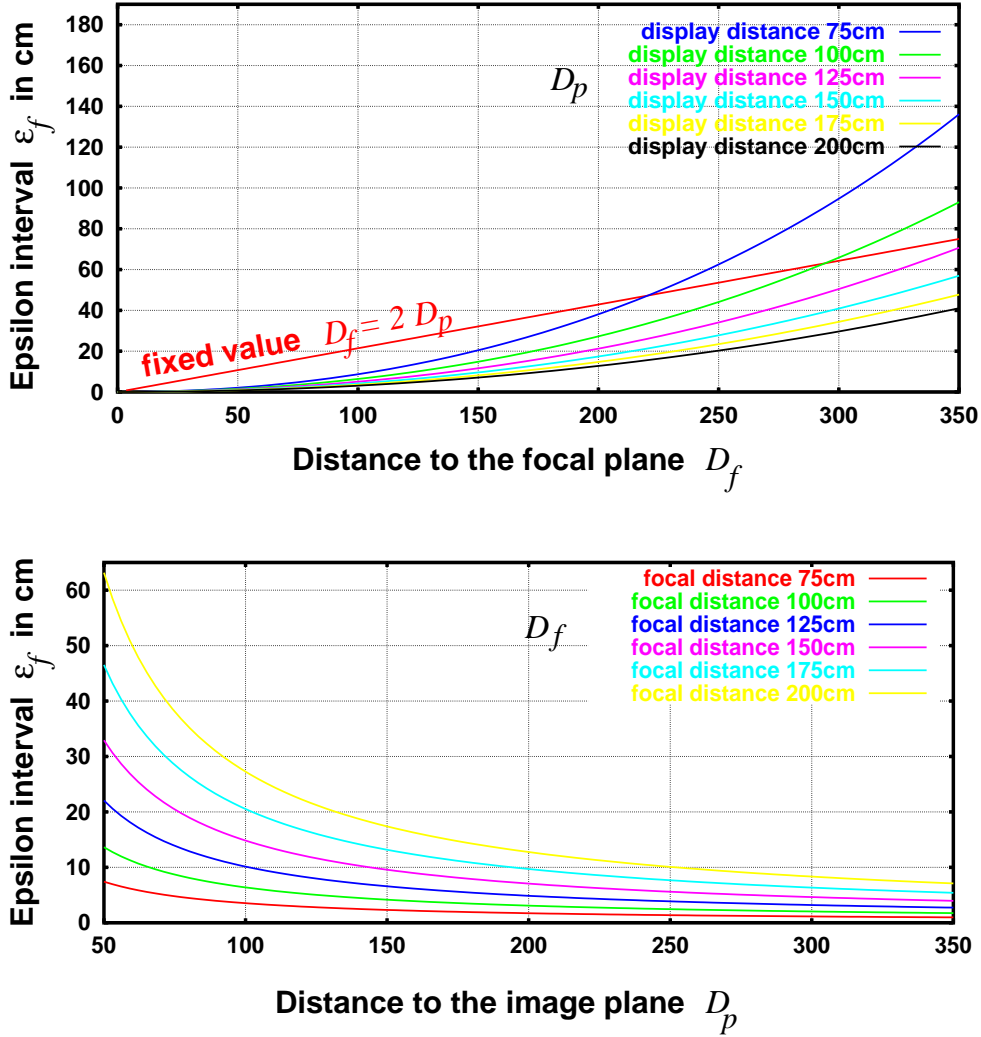 Epsilon interval ε_f in cm
180
160
140
120
100
80
60
40
20
0
display distance 75cm
display distance 100cm
display distance 125cm
display distance 150cm
display distance 175cm
display distance 200cm
D_p
fixed value D_f = 2 D_p
0 50 100 150 200 250 300 350
Distance to the focal plane D_f
Epsilon interval ε_f in cm
60
50
40
30
20
10
0
focal distance 75cm
focal distance 100cm
focal distance 125cm
focal distance 150cm
focal distance 175cm
focal distance 200cm
D_f
50 100 150 200 250 300 350
Distance to the image plane D_p